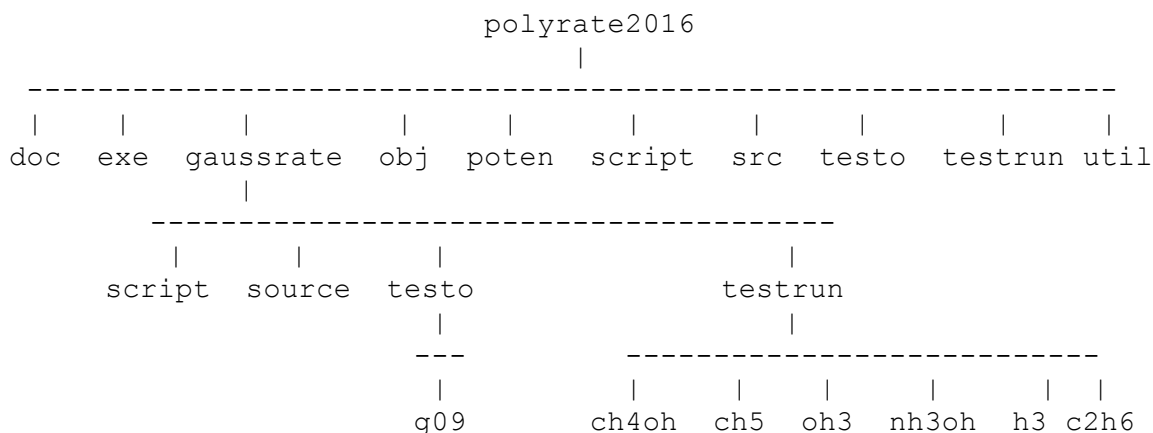 polyrate2016
doc exe gaussrate obj poten script src testo testrun util
script source testo testrun
g09 ch4oh ch5 oh3 nh3oh h3 c2h6